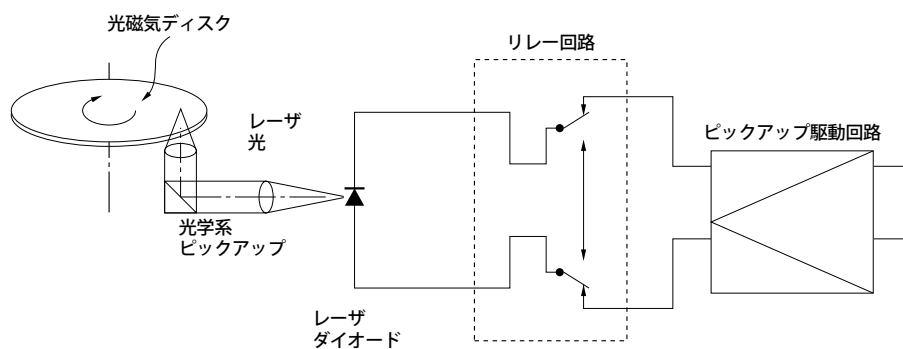 光磁気ディスク
リレー回路
レーザ
光
ピックアップ駆動回路
光学系
ピックアップ
レーザ
ダイオード